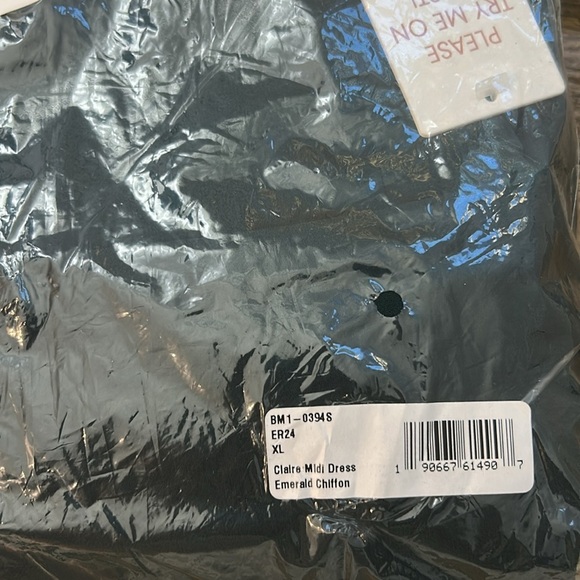 PLEASE
TRY ME ON
BM1-0394S
ER24
XL
Claire Midi Dress
Emerald Chiffon
1 90667 61490 7